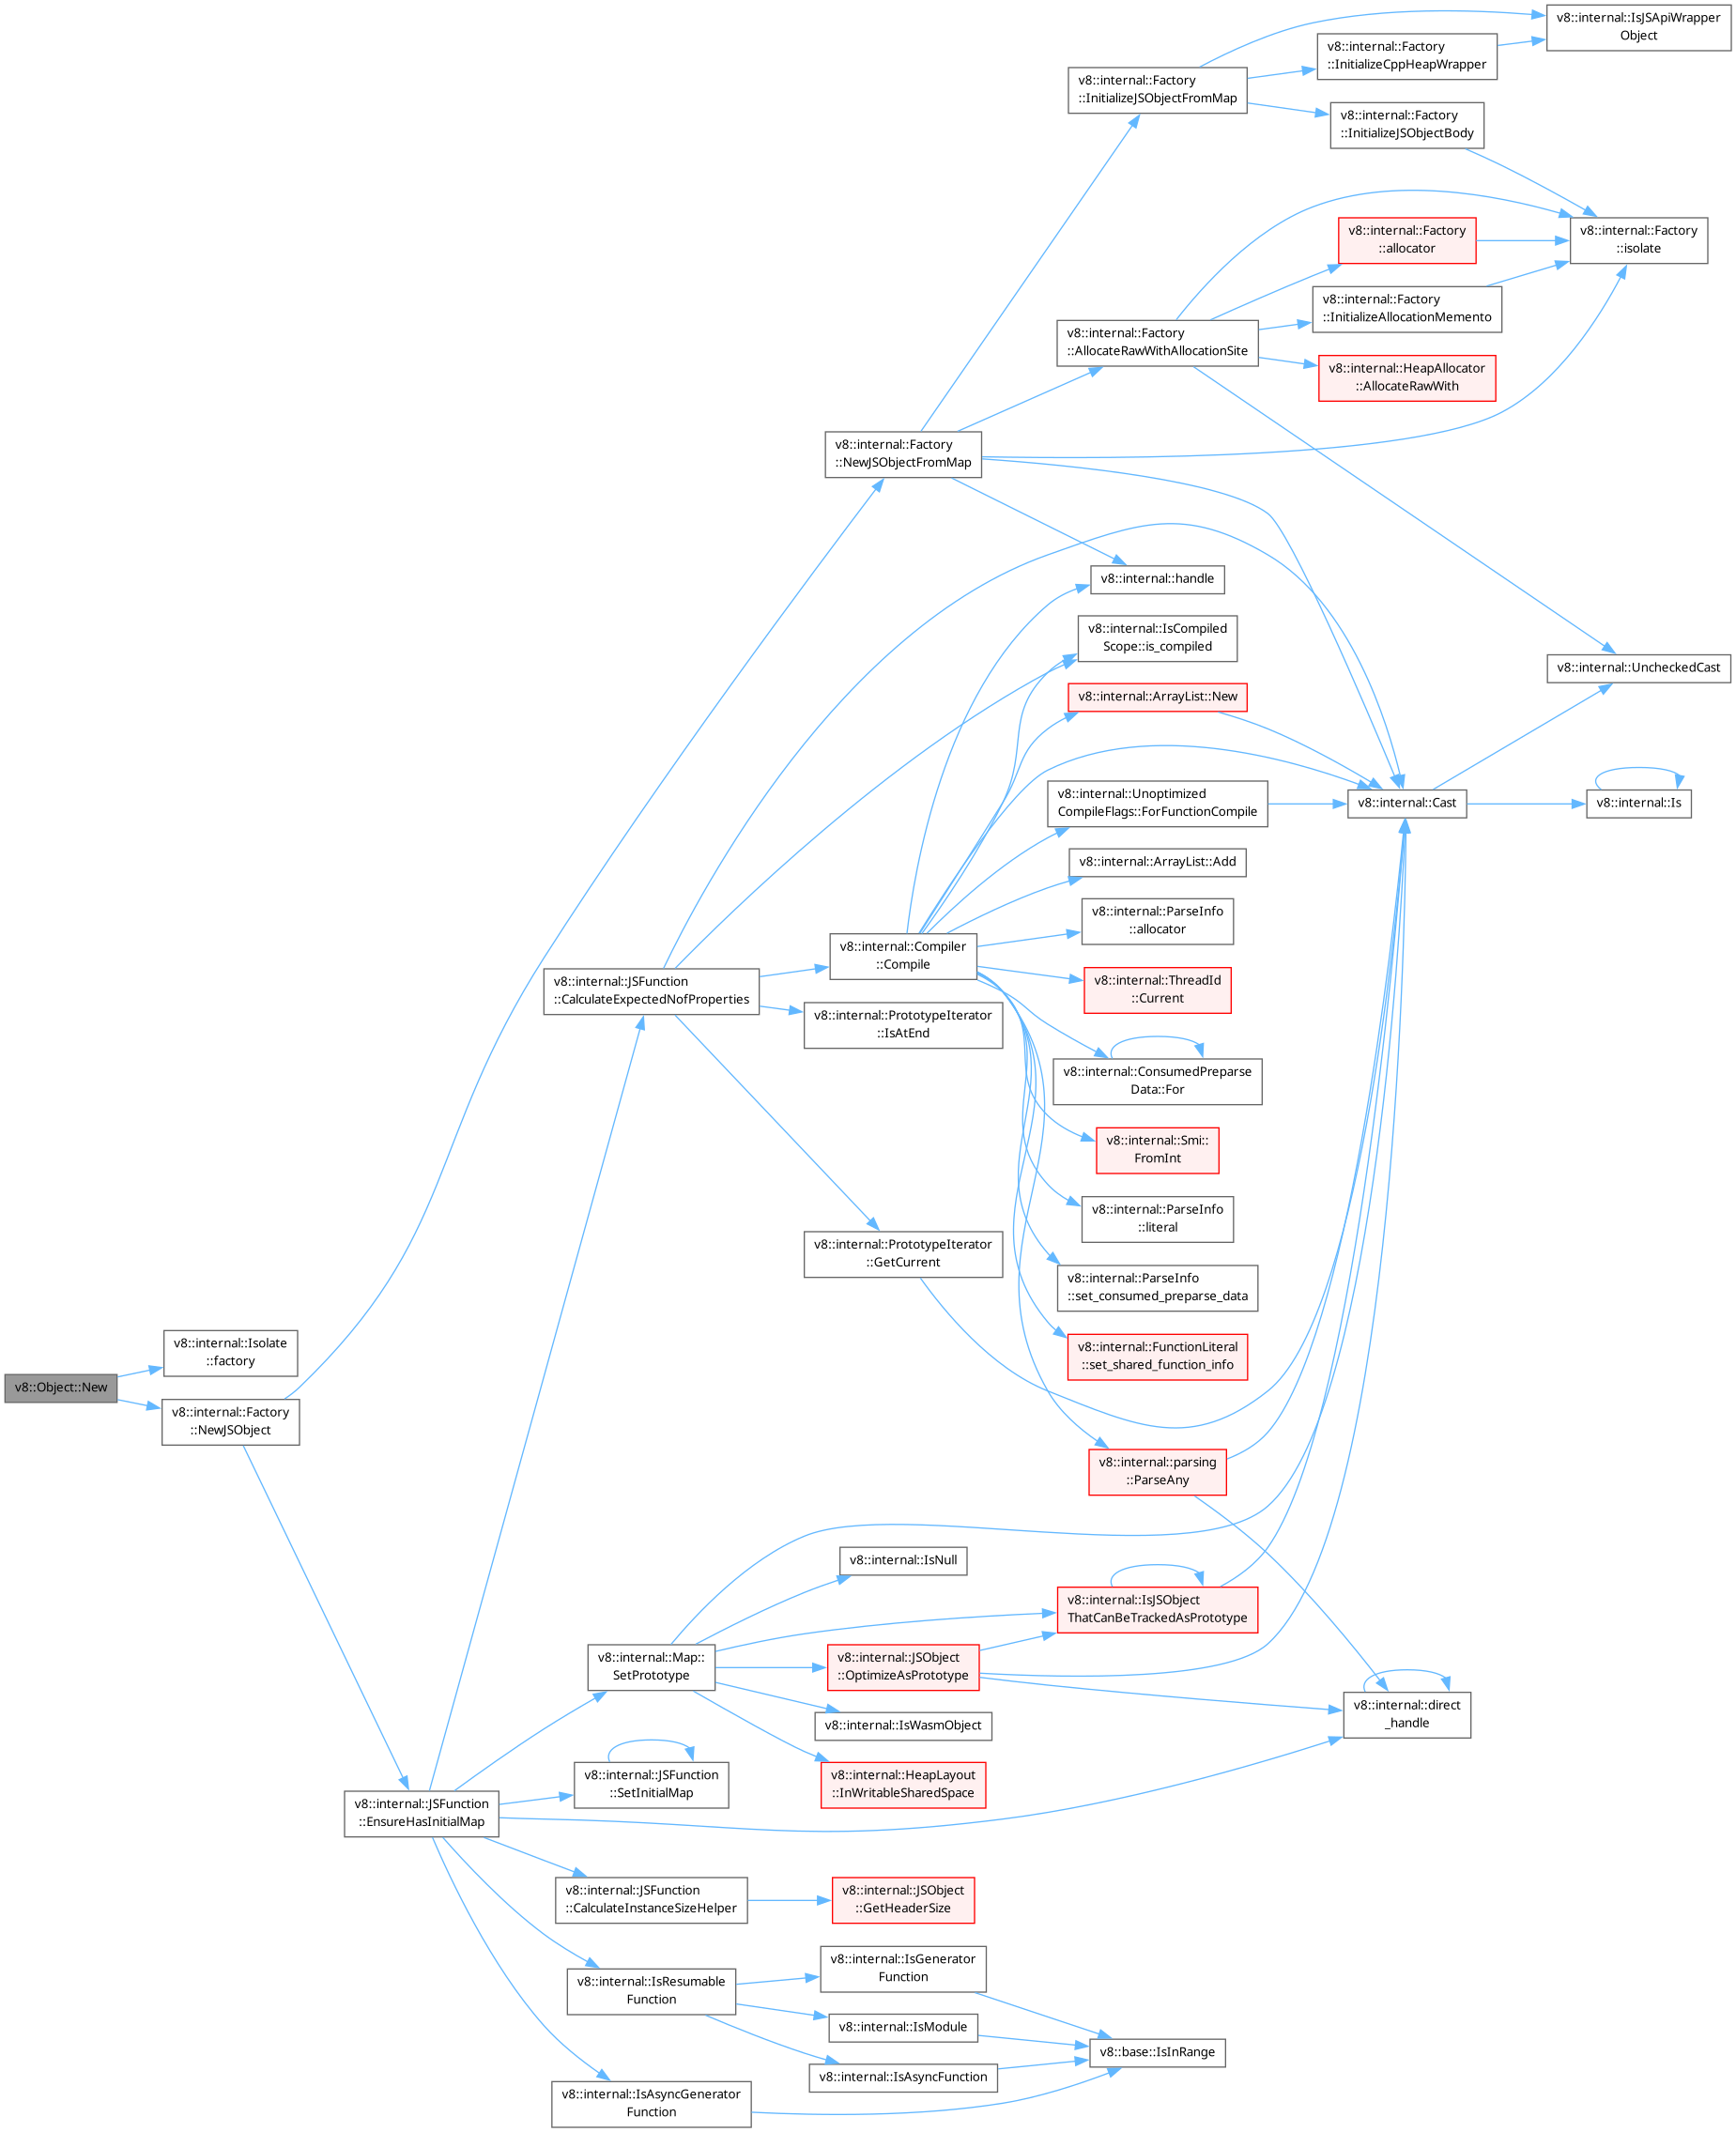 v8::Object::New
v8::internal::Isolate
::factory
v8::internal::Factory
::NewJSObject
v8::internal::JSFunction
::EnsureHasInitialMap
v8::internal::JSFunction
::CalculateExpectedNofProperties
v8::internal::Map::
SetPrototype
v8::internal::JSFunction
::SetInitialMap
v8::internal::JSFunction
::CalculateInstanceSizeHelper
v8::internal::IsResumable
Function
v8::internal::IsAsyncGenerator
Function
v8::internal::Factory
::NewJSObjectFromMap
v8::internal::Compiler
::Compile
v8::internal::PrototypeIterator
::IsAtEnd
v8::internal::PrototypeIterator
::GetCurrent
v8::internal::IsNull
v8::internal::JSObject
::OptimizeAsPrototype
v8::internal::IsWasmObject
v8::internal::HeapLayout
::InWritableSharedSpace
v8::internal::JSObject
::GetHeaderSize
v8::internal::IsGenerator
Function
v8::internal::IsModule
v8::internal::IsAsyncFunction
v8::internal::Factory
::InitializeJSObjectFromMap
v8::internal::Factory
::AllocateRawWithAllocationSite
v8::internal::handle
v8::internal::IsCompiled
Scope::is_compiled
v8::internal::ArrayList::New
v8::internal::Unoptimized
CompileFlags::ForFunctionCompile
v8::internal::ArrayList::Add
v8::internal::ParseInfo
::allocator
v8::internal::ThreadId
::Current
v8::internal::ConsumedPreparse
Data::For
v8::internal::Smi::
FromInt
v8::internal::ParseInfo
::literal
v8::internal::ParseInfo
::set_consumed_preparse_data
v8::internal::FunctionLiteral
::set_shared_function_info
v8::internal::parsing
::ParseAny
v8::internal::IsJSObject
ThatCanBeTrackedAsPrototype
v8::base::IsInRange
v8::internal::Factory
::InitializeCppHeapWrapper
v8::internal::Factory
::InitializeJSObjectBody
v8::internal::Factory
::allocator
v8::internal::Factory
::InitializeAllocationMemento
v8::internal::HeapAllocator
::AllocateRawWith
v8::internal::Cast
v8::internal::direct
_handle
v8::internal::IsJSApiWrapper
Object
v8::internal::Factory
::isolate
v8::internal::UncheckedCast
v8::internal::Is